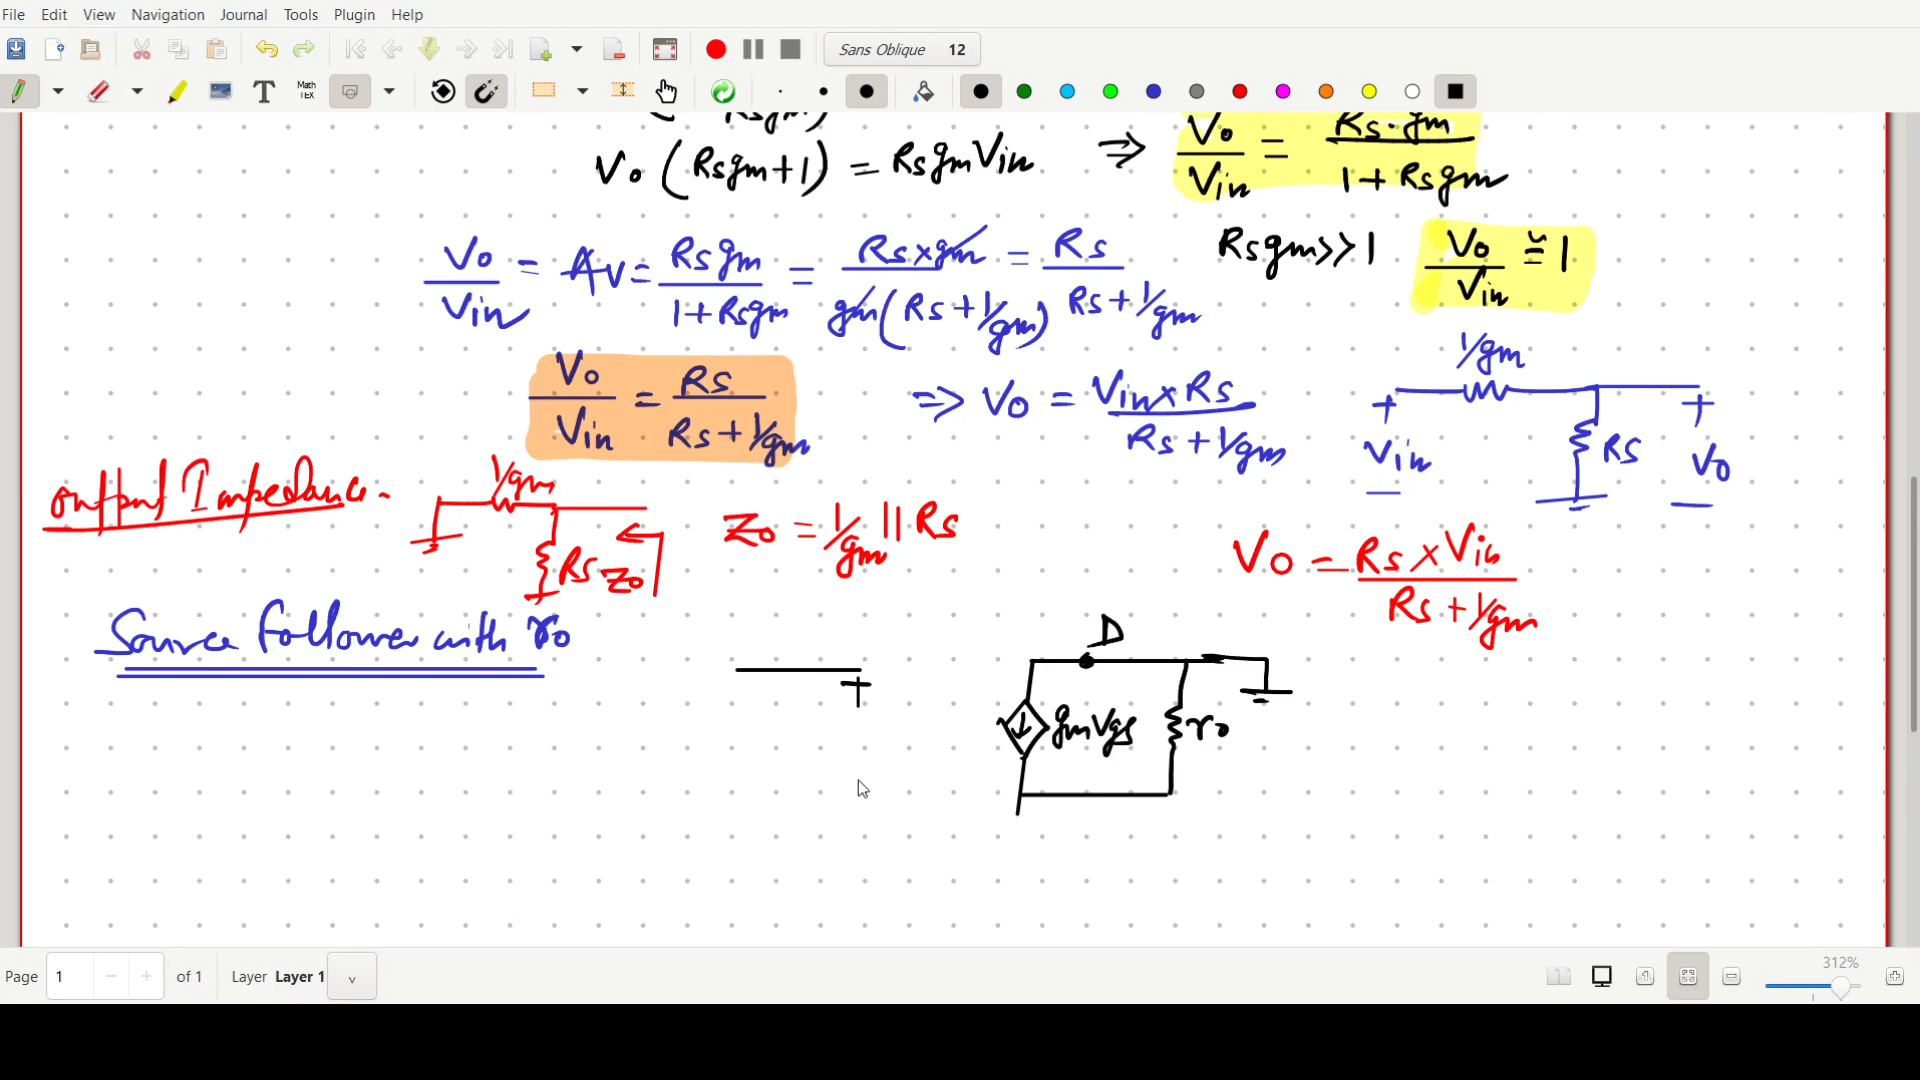 File Edit View Navigation Journal Tools Plugin Help
Sans Oblique 12
Math TEX
Vo (Rsgm+1) = RsgmVin ⇒ Vo/Vin = Rs.gm/(1+Rsgm)
Vo/Vin = Av = Rsgm/(1+Rsgm) = Rs×gm/(gm(Rs+1/gm)) = Rs/(Rs+1/gm)
Rsgm>>1 Vo/Vin ≅ 1
Vo/Vin = Rs/(Rs+1/gm) ⇒ Vo = Vin×Rs/(Rs+1/gm)
1/gm
+ Vin − Rs + Vo −
output Impedance.
1/gm
Rs Zo
Zo = 1/gm || Rs
Vo = Rs×Vin/(Rs+1/gm)
Source follower with ro
D
+
gmVgs ro
Page 1 of 1 Layer Layer 1
312%